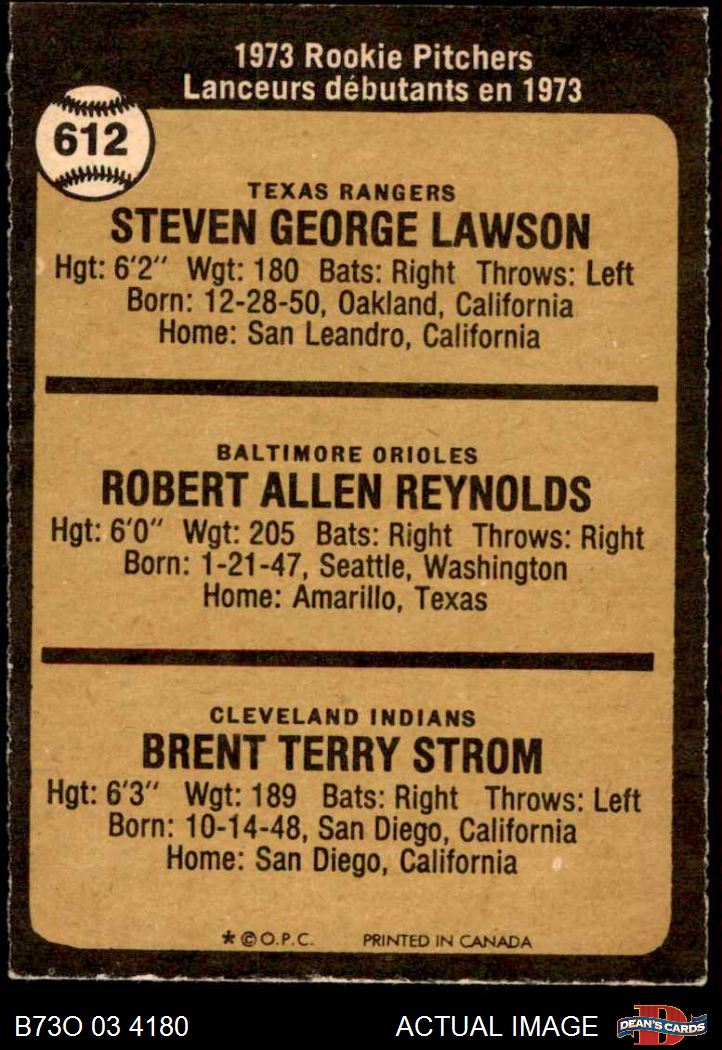 1973 Rookie Pitchers
Lanceurs débutants en 1973
612
TEXAS RANGERS
STEVEN GEORGE LAWSON
Hgt: 6'2" Wgt: 180 Bats: Right Throws: Left
Born: 12-28-50, Oakland, California
Home: San Leandro, California
BALTIMORE ORIOLES
ROBERT ALLEN REYNOLDS
Hgt: 6'0" Wgt: 205 Bats: Right Throws: Right
Born: 1-21-47, Seattle, Washington
Home: Amarillo, Texas
CLEVELAND INDIANS
BRENT TERRY STROM
Hgt: 6'3" Wgt: 189 Bats: Right Throws: Left
Born: 10-14-48, San Diego, California
Home: San Diego, California
* © O.P.C. PRINTED IN CANADA
B73O 03 4180 ACTUAL IMAGE D DEAN'S CARDS